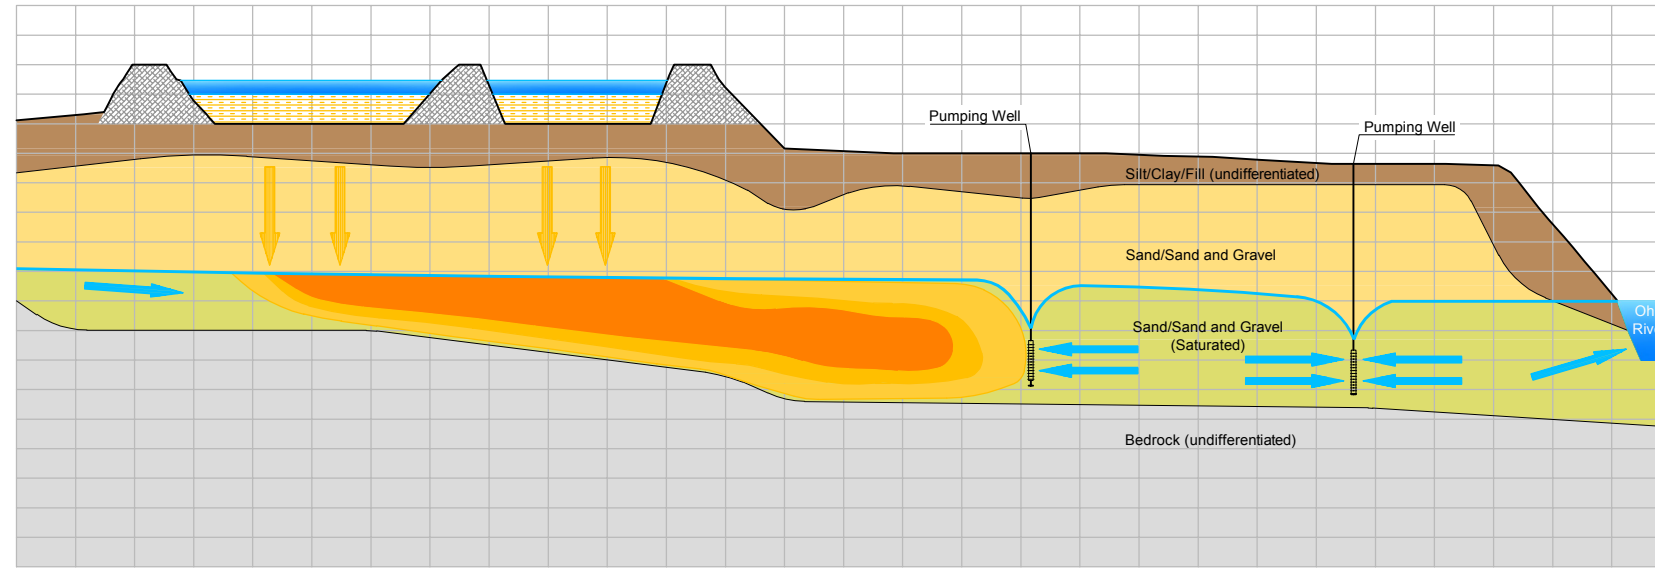 Pumping Well
Pumping Well
Silt/Clay/Fill (undifferentiated)
Sand/Sand and Gravel
Sand/Sand and Gravel
(Saturated)
Bedrock (undifferentiated)